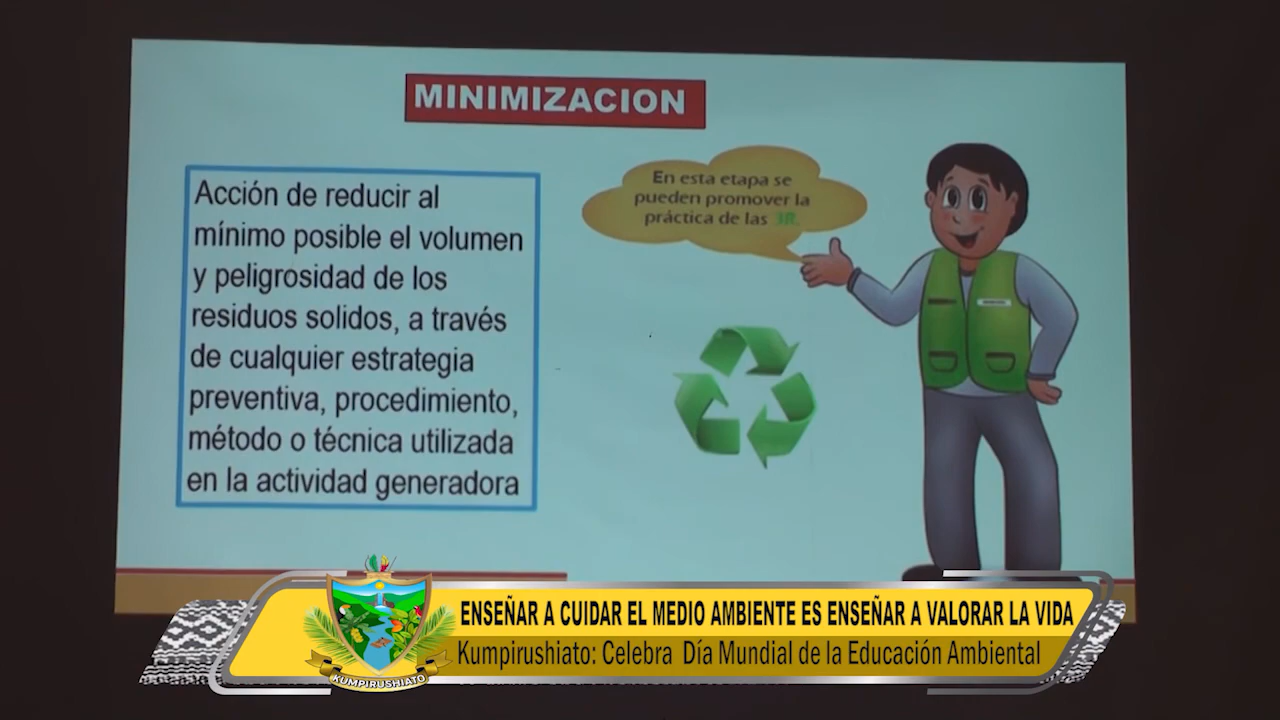 MINIMIZACION
Acción de reducir al
mínimo posible el volumen
y peligrosidad de los
residuos solidos, a través
de cualquier estrategia
preventiva, procedimiento,
método o técnica utilizada
en la actividad generadora
En esta etapa se
pueden promover la
práctica de las 3R.
ENSEÑAR A CUIDAR EL MEDIO AMBIENTE ES ENSEÑAR A VALORAR LA VIDA
Kumpirushiato: Celebra Día Mundial de la Educación Ambiental
KUMPIRUSHIATO